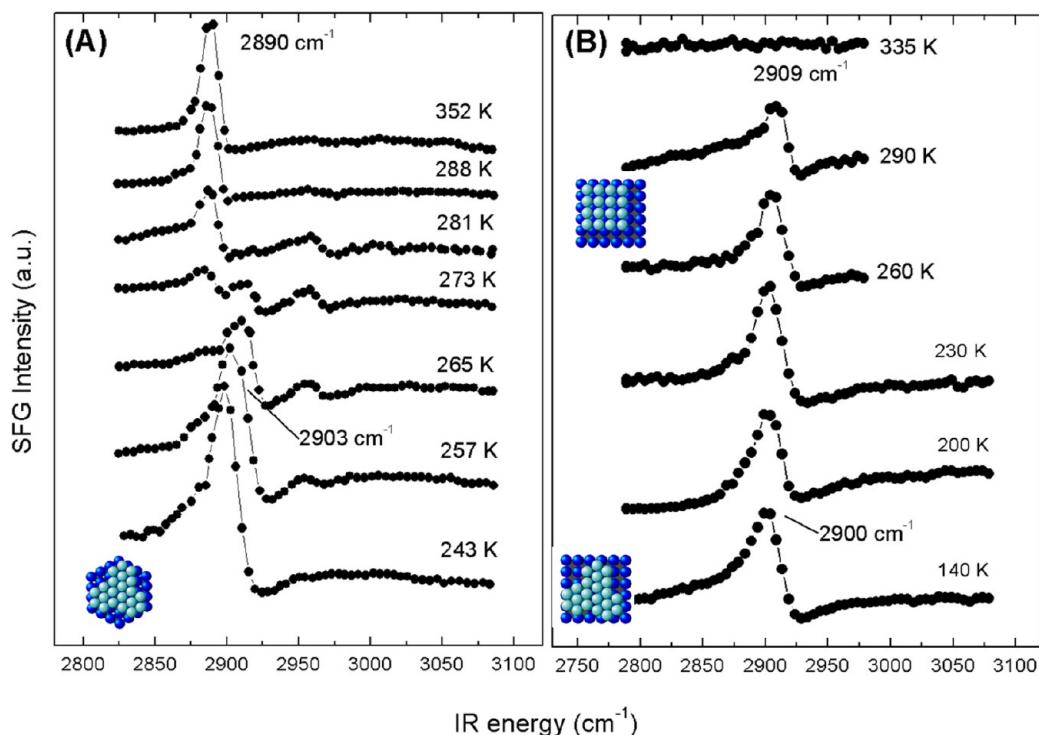 (A)
2890 cm⁻¹
352 K
288 K
281 K
273 K
265 K
2903 cm⁻¹
257 K
243 K
2800 2850 2900 2950 3000 3050 3100
(B)
335 K
2909 cm⁻¹
290 K
260 K
230 K
200 K
2900 cm⁻¹
140 K
2750 2800 2850 2900 2950 3000 3050 3100
SFG Intensity (a.u.)
IR energy (cm⁻¹)